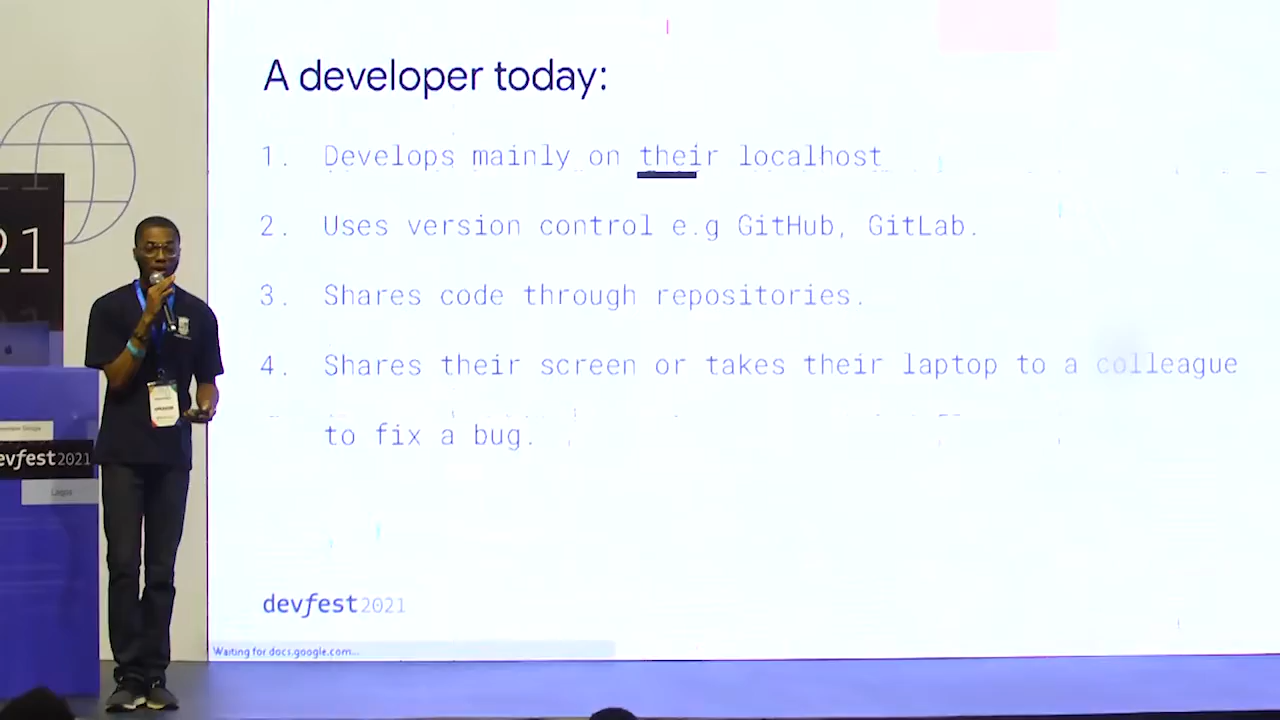 A developer today:
1. Develops mainly on their localhost
2. Uses version control e.g GitHub, GitLab.
3. Shares code through repositories.
4. Shares their screen or takes their laptop to a colleague
to fix a bug.
devfest2021
Waiting for docs.google.com...
21
evfest2021
Lagos